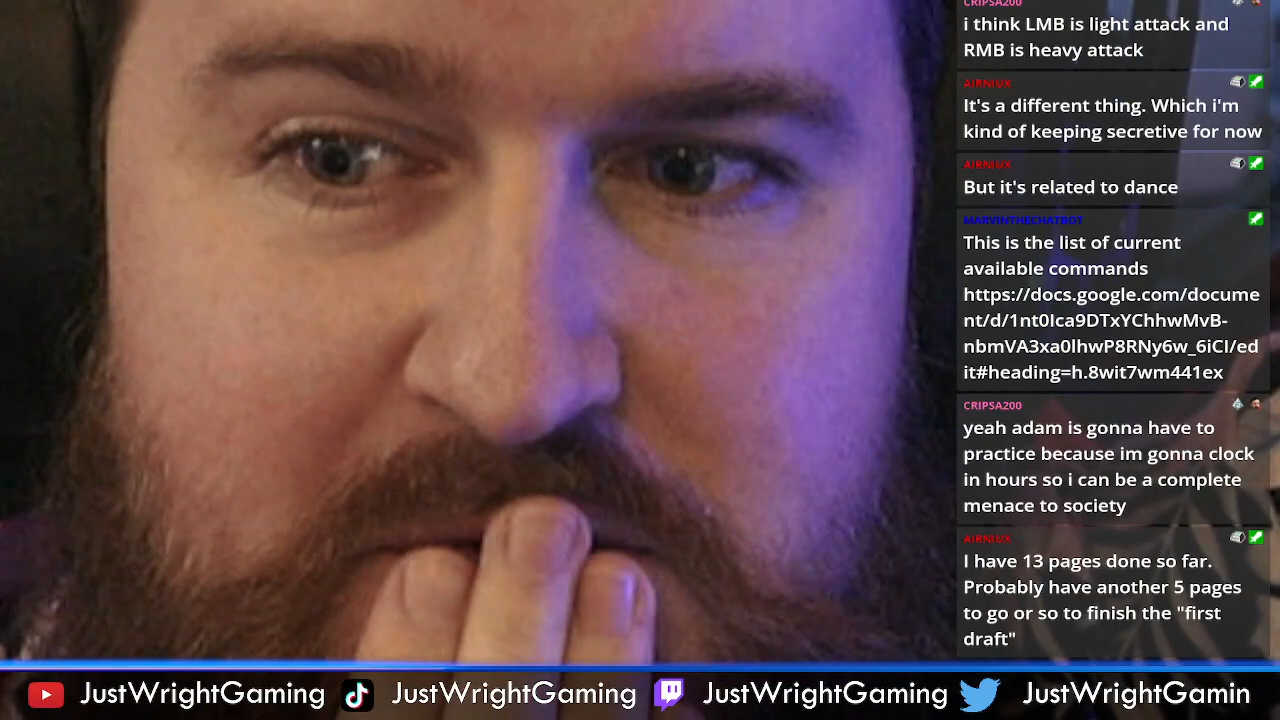 CRIPSA200
i think LMB is light attack and
RMB is heavy attack
AIRNIUX
It's a different thing. Which i'm
kind of keeping secretive for now
AIRNIUX
But it's related to dance
MARVINTHECHATBOT
This is the list of current
available commands
https://docs.google.com/docume
nt/d/1nt0Ica9DTxYChhwMvB-
nbmVA3xa0lhwP8RNy6w_6iCI/ed
it#heading=h.8wit7wm441ex
CRIPSA200
yeah adam is gonna have to
practice because im gonna clock
in hours so i can be a complete
menace to society
AIRNIUX
I have 13 pages done so far.
Probably have another 5 pages
to go or so to finish the "first
draft"
JustWrightGaming JustWrightGaming JustWrightGaming JustWrightGamin